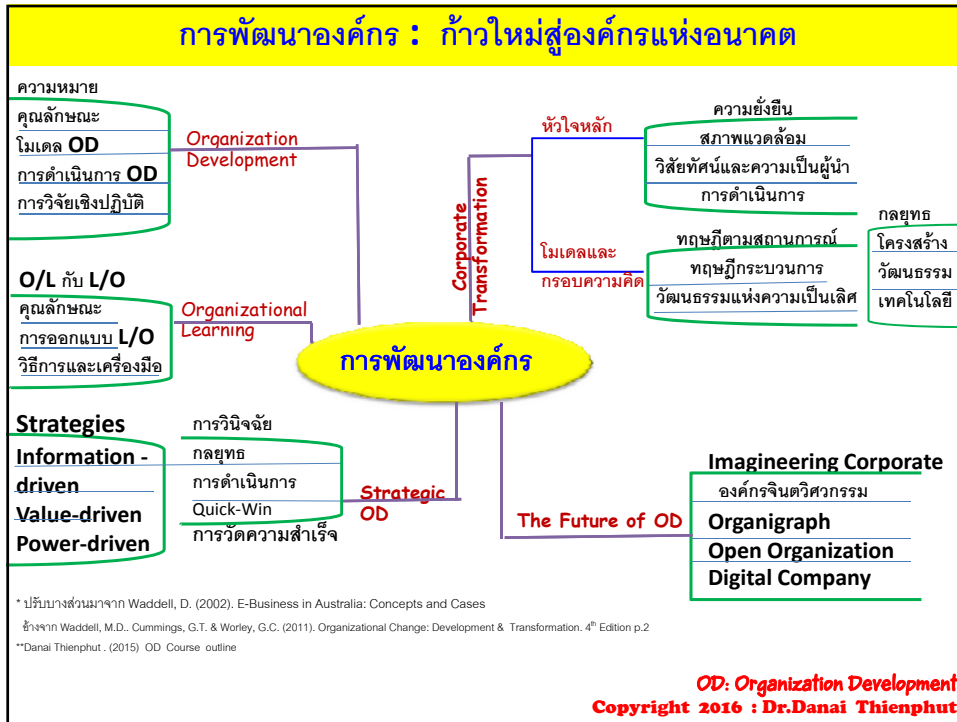 การพัฒนาองค์กร : ก้าวใหม่สู่องค์กรแห่งอนาคต
ความหมาย
คุณลักษณะ
โมเดล OD
การดำเนินการ OD
การวิจัยเชิงปฏิบัติ
Organization
Development
O/L กับ L/O
คุณลักษณะ
การออกแบบ L/O
วิธีการและเครื่องมือ
Organizational
Learning
Strategies
Information -
driven
Value-driven
Power-driven
การวินิจฉัย
กลยุทธ
การดำเนินการ
Quick-Win
การวัดความสำเร็จ
Strategic
OD
การพัฒนาองค์กร
Corporate
Transformation
หัวใจหลัก
ความยั่งยืน
สภาพแวดล้อม
วิสัยทัศน์และความเป็นผู้นำ
การดำเนินการ
โมเดลและ
กรอบความคิด
ทฤษฎีตามสถานการณ์
ทฤษฎีกระบวนการ
วัฒนธรรมแห่งความเป็นเลิศ
กลยุทธ
โครงสร้าง
วัฒนธรรม
เทคโนโลยี
The Future of OD
Imagineering Corporate
องค์กรจินตวิศวกรรม
Organigraph
Open Organization
Digital Company
* ปรับบางส่วนมาจาก Waddell, D. (2002). E-Business in Australia: Concepts and Cases
อ้างจาก Waddell, M.D.. Cummings, G.T. & Worley, G.C. (2011). Organizational Change: Development & Transformation. 4th Edition p.2
**Danai Thienphut . (2015) OD Course outline
OD: Organization Development
Copyright 2016 : Dr.Danai Thienphut